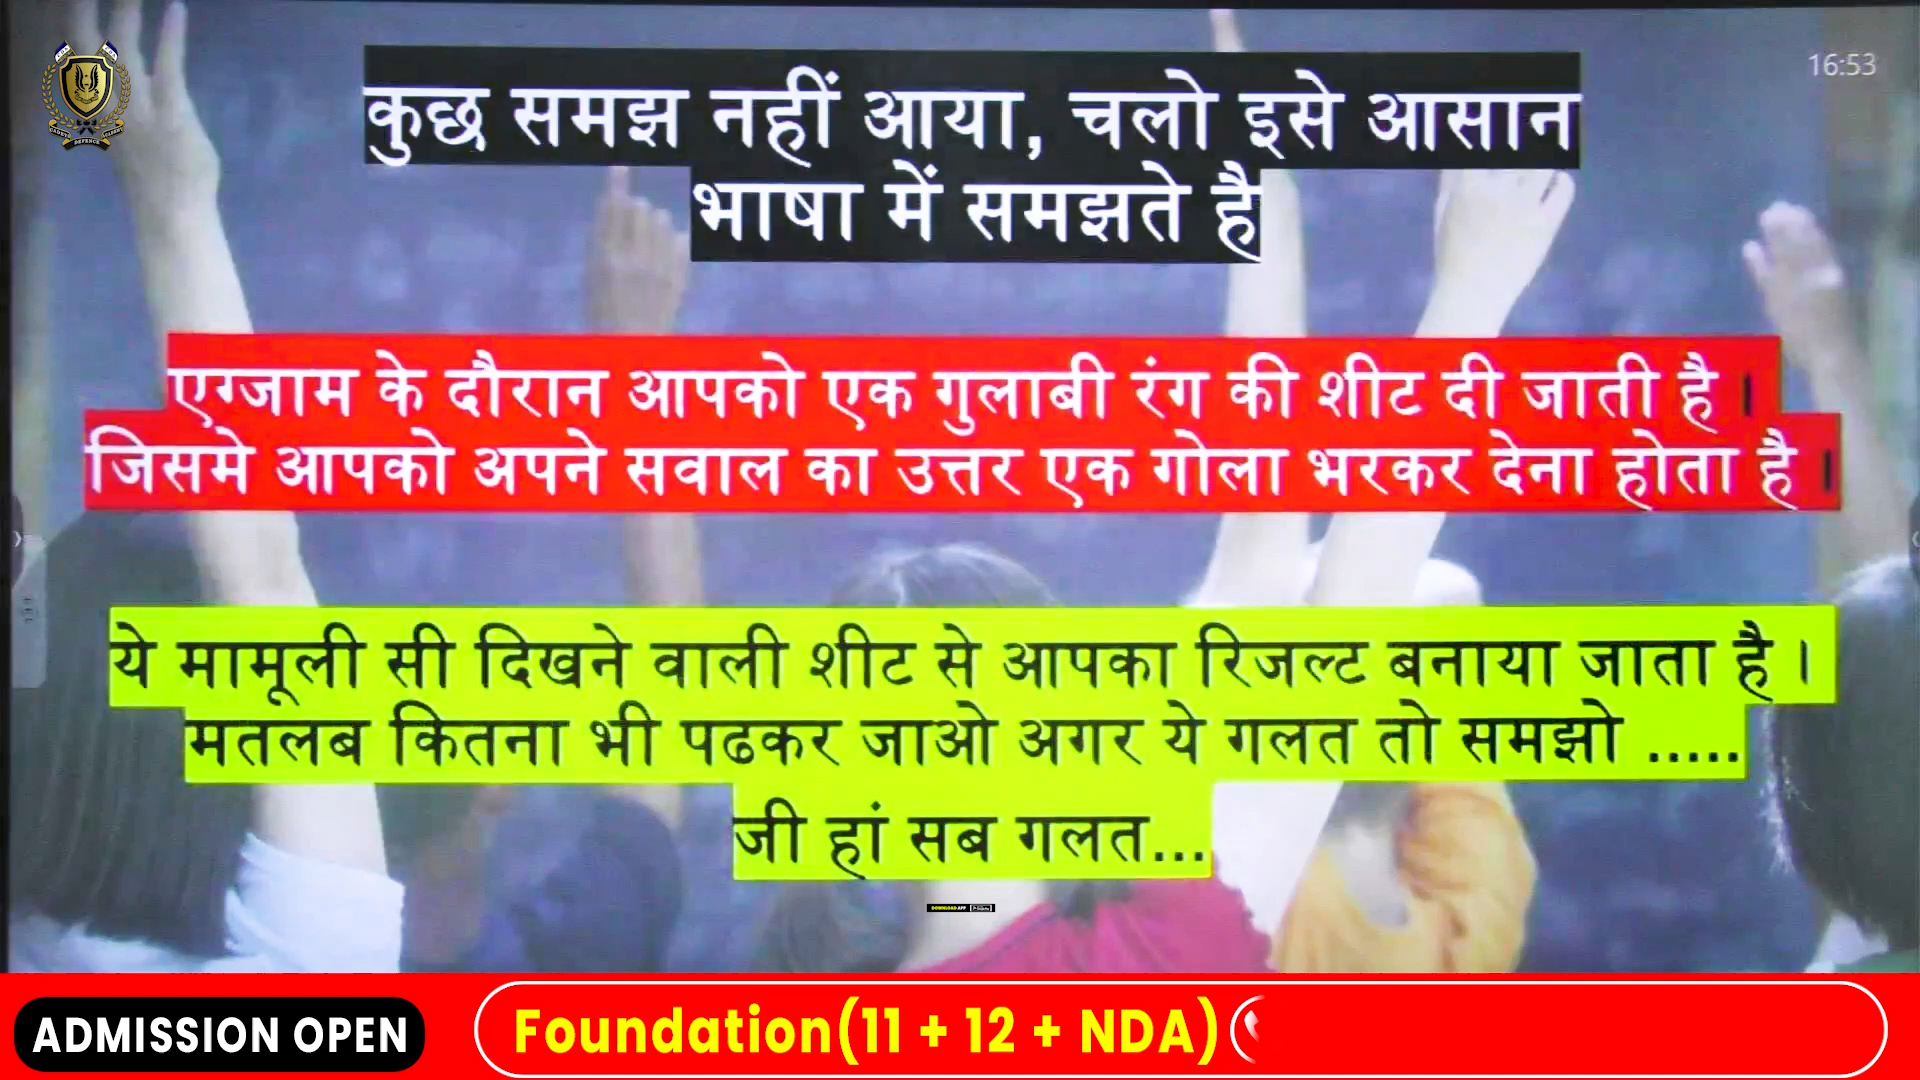 16:53
कुछ समझ नहीं आया, चलो इसे आसान
भाषा में समझते है
एग्जाम के दौरान आपको एक गुलाबी रंग की शीट दी जाती है ।
जिसमे आपको अपने सवाल का उत्तर एक गोला भरकर देना होता है ।
ये मामूली सी दिखने वाली शीट से आपका रिजल्ट बनाया जाता है ।
मतलब कितना भी पढकर जाओ अगर ये गलत तो समझो .....
जी हां सब गलत...
DOWNLOAD APP
ADMISSION OPEN
Foundation(11 + 12 + NDA)